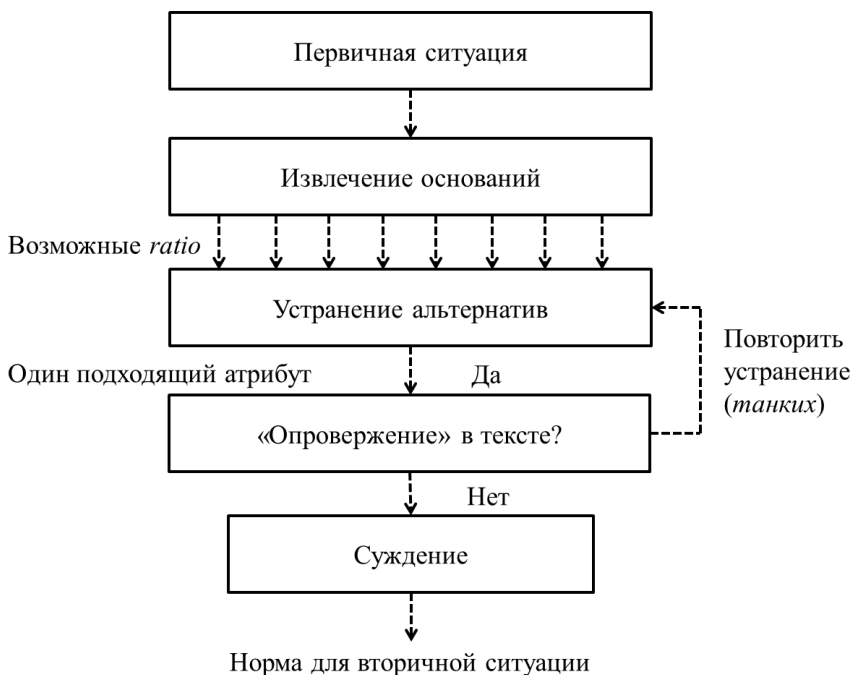 Первичная ситуация
Извлечение оснований
Возможные ratio
Устранение альтернатив
Один подходящий атрибут
Да
Повторить
устранение
(танких)
«Опровержение» в тексте?
Нет
Суждение
Норма для вторичной ситуации